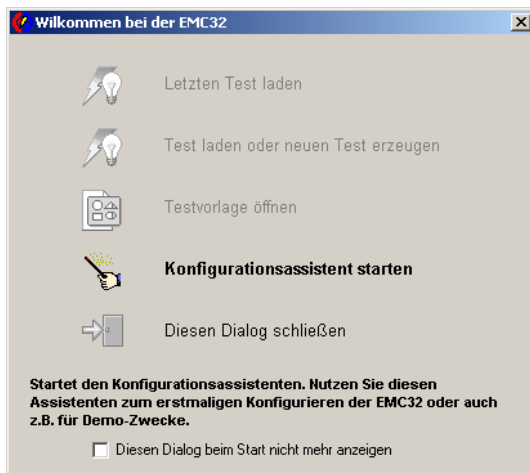 Wilkommen bei der EMC32
Letzten Test laden
Test laden oder neuen Test erzeugen
Testvorlage öffnen
Konfigurationsassistent starten
Diesen Dialog schließen
Startet den Konfigurationsassistenten. Nutzen Sie diesen
Assistenten zum erstmaligen Konfigurieren der EMC32 oder auch
z.B. für Demo-Zwecke.
Diesen Dialog beim Start nicht mehr anzeigen